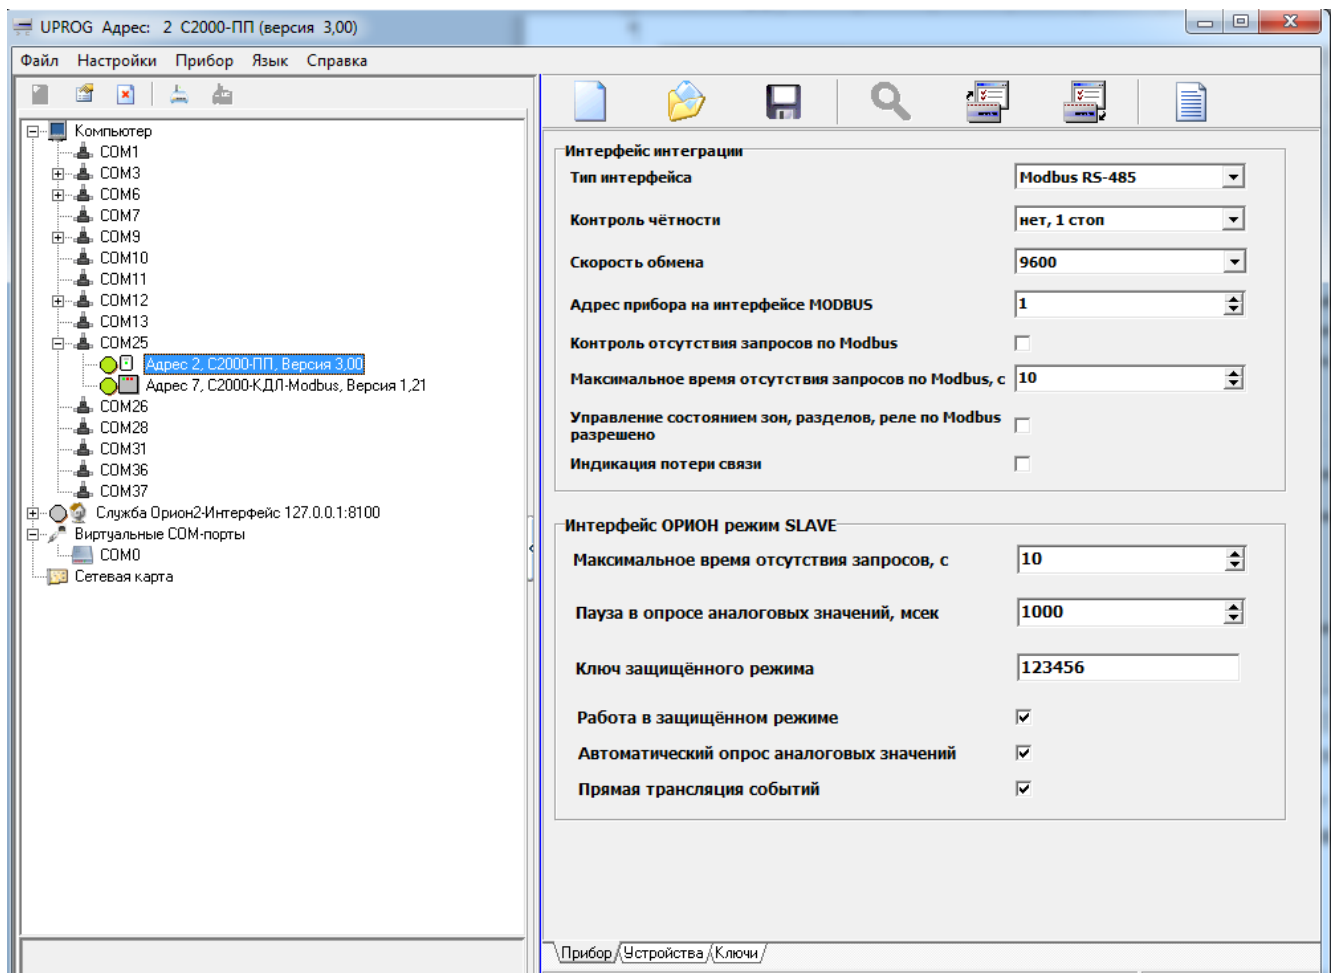 UPROG Адрес: 2 С2000-ПП (версия 3,00)
Файл Настройки Прибор Язык Справка
Компьютер
COM1
COM3
COM6
COM7
COM9
COM10
COM11
COM12
COM13
COM25
Адрес 2, С2000-ПП, Версия 3,00
Адрес 7, С2000-КДЛ-Modbus, Версия 1,21
COM26
COM28
COM31
COM36
COM37
Служба Орион2-Интерфейс 127.0.0.1:8100
Виртуальные COM-порты
COM0
Сетевая карта
Интерфейс интеграции
Тип интерфейса Modbus RS-485
Контроль чётности нет, 1 стоп
Скорость обмена 9600
Адрес прибора на интерфейсе MODBUS 1
Контроль отсутствия запросов по Modbus
Максимальное время отсутствия запросов по Modbus, с 10
Управление состоянием зон, разделов, реле по Modbus
разрешено
Индикация потери связи
Интерфейс ОРИОН режим SLAVE
Максимальное время отсутствия запросов, с 10
Пауза в опросе аналоговых значений, мсек 1000
Ключ защищённого режима 123456
Работа в защищённом режиме
Автоматический опрос аналоговых значений
Прямая трансляция событий
Прибор Устройства Ключи